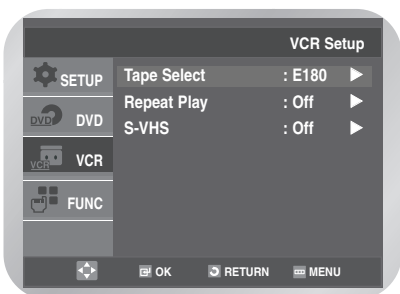 VCR Setup
SETUP
Tape Select : E180
Repeat Play : Off
DVD DVD
S-VHS : Off
VCR VCR
FUNC
OK RETURN MENU